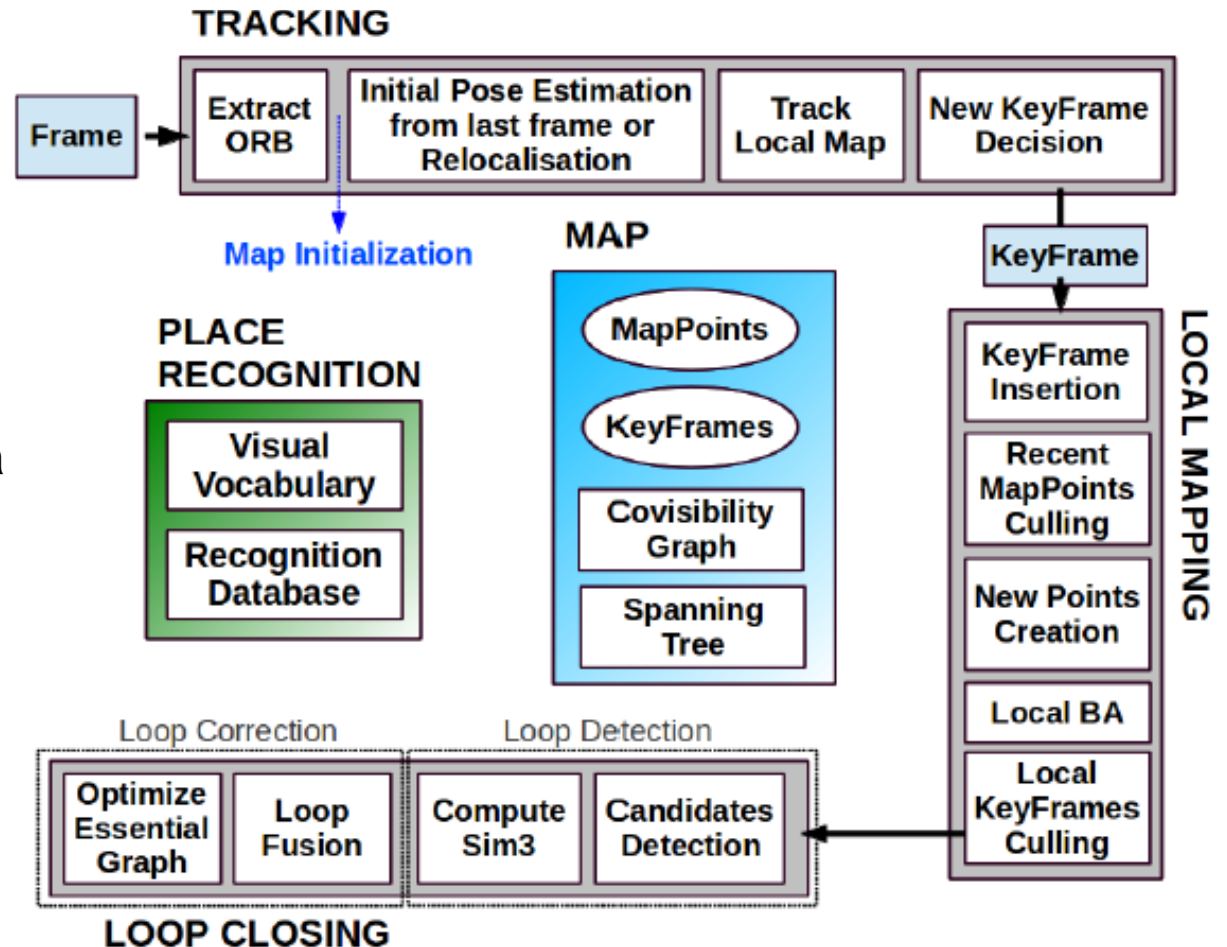 TRACKING
Frame
Extract
ORB
Initial Pose Estimation
from last frame or
Relocalisation
Track
Local Map
New KeyFrame
Decision
Map Initialization
MAP
KeyFrame
PLACE
RECOGNITION
Visual
Vocabulary
Recognition
Database
MapPoints
KeyFrames
Covisibility
Graph
Spanning
Tree
LOCAL MAPPING
KeyFrame
Insertion
Recent
MapPoints
Culling
New Points
Creation
Local BA
Local
KeyFrames
Culling
Loop Correction
Loop Detection
Optimize
Essential
Graph
Loop
Fusion
Compute
Sim3
Candidates
Detection
LOOP CLOSING